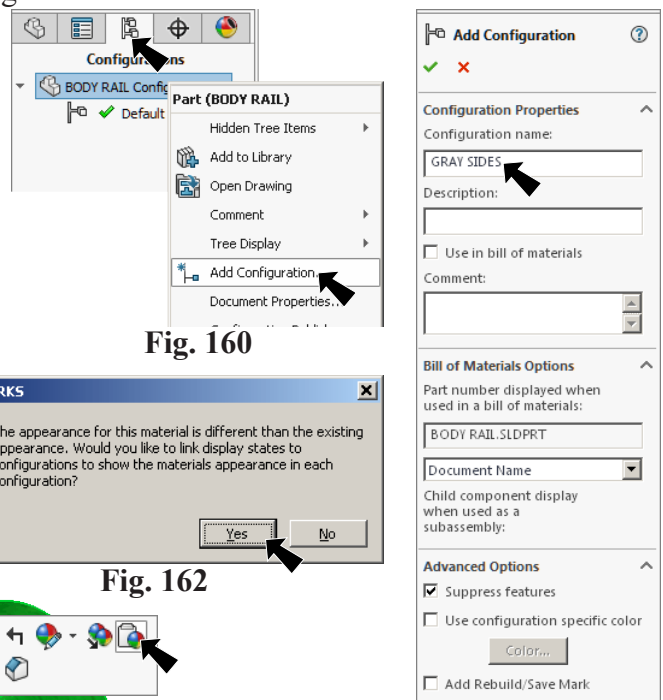 Configurations
BODY RAIL Config
Default
Part (BODY RAIL)
Hidden Tree Items
Add to Library
Open Drawing
Comment
Tree Display
Add Configuration...
Document Properties...
Fig. 160
RKS
he appearance for this material is different than the existing
ppearance. Would you like to link display states to
onfigurations to show the materials appearance in each
onfiguration?
Yes
No
Fig. 162
Add Configuration
Configuration Properties
Configuration name:
GRAY SIDES
Description:
Use in bill of materials
Comment:
Bill of Materials Options
Part number displayed when
used in a bill of materials:
BODY RAIL.SLDPRT
Document Name
Child component display
when used as a
subassembly:
Advanced Options
Suppress features
Use configuration specific color
Color...
Add Rebuild/Save Mark